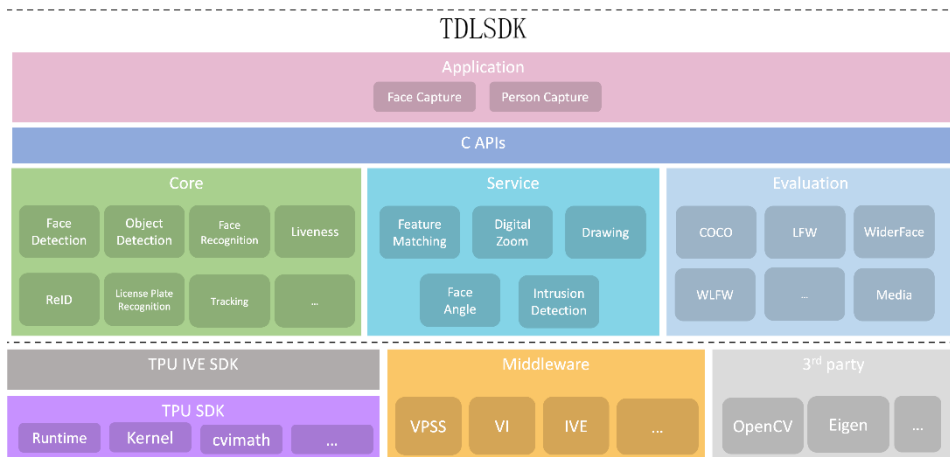 TDLSDK
Application
Face Capture
Person Capture
C APIs
Core
Face
Detection
Object
Detection
Face
Recognition
Liveness
ReID
License Plate
Recognition
Tracking
...
Service
Feature
Matching
Digital
Zoom
Drawing
Face
Angle
Intrusion
Detection
Evaluation
COCO
LFW
WiderFace
WLFW
...
Media
TPU IVE SDK
TPU SDK
Runtime
Kernel
cvimath
...
Middleware
VPSS
VI
IVE
...
3rd party
OpenCV
Eigen
...